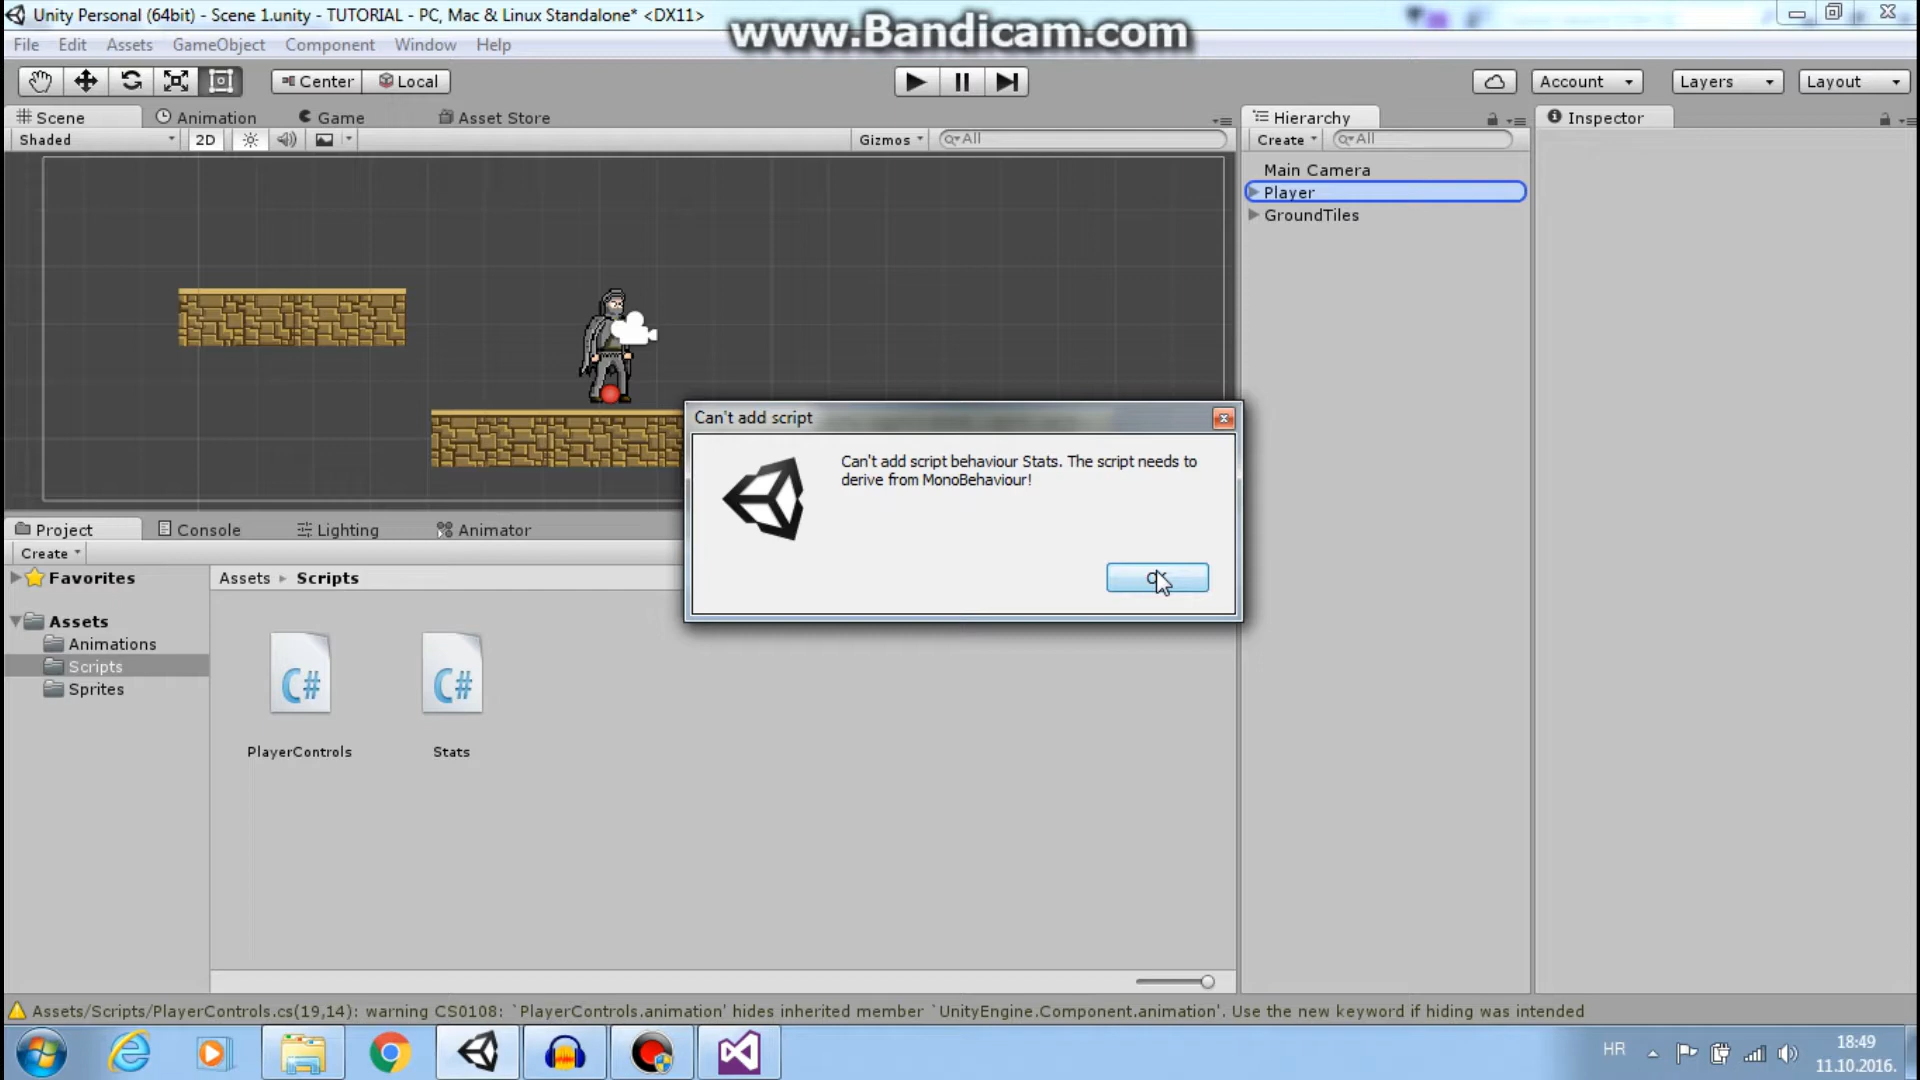 Unity Personal (64bit) - Scene 1.unity - TUTORIAL - PC, Mac & Linux Standalone* <DX11>
www.Bandicam.com
File Edit Assets GameObject Component Window Help
Center Local Account Layers Layout
Scene Animation Game Asset Store Hierarchy Inspector
Shaded 2D Gizmos All Create All
Main Camera
Player
GroundTiles
Can't add script
Can't add script behaviour Stats. The script needs to
derive from MonoBehaviour!
Project Console Lighting Animator
Create
Favorites
Assets Scripts
Assets
Animations
Scripts
Sprites
C# C#
PlayerControls Stats
Assets/Scripts/PlayerControls.cs(19,14): warning CS0108: `PlayerControls.animation' hides inherited member `UnityEngine.Component.animation'. Use the new keyword if hiding was intended
HR
18:49
11.10.2016.